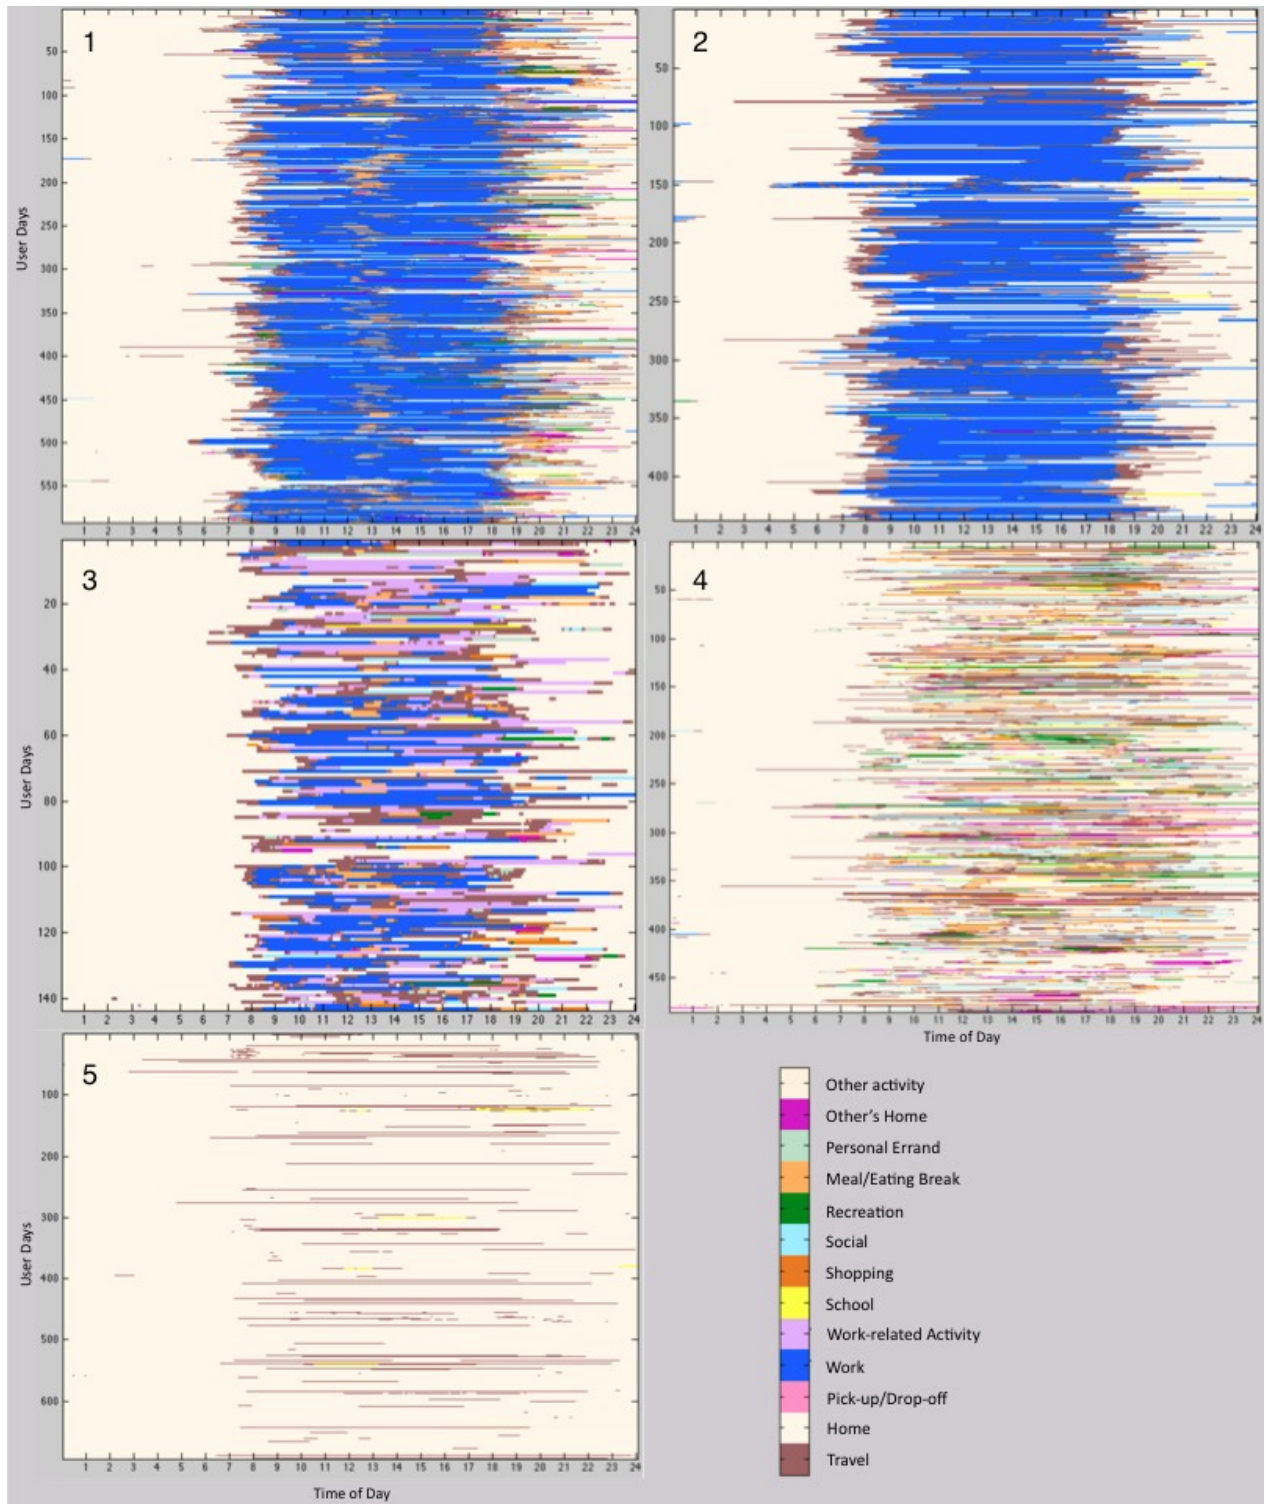 1
User Days
50
100
150
200
250
300
350
400
450
500
550
1 2 3 4 5 6 7 8 9 10 11 12 13 14 15 16 17 18 19 20 21 22 23 24
2
50
100
150
200
250
300
350
400
1 2 3 4 5 6 7 8 9 10 11 12 13 14 15 16 17 18 19 20 21 22 23 24
3
User Days
20
40
60
80
100
120
140
1 2 3 4 5 6 7 8 9 10 11 12 13 14 15 16 17 18 19 20 21 22 23 24
4
50
100
150
200
250
300
350
400
450
1 2 3 4 5 6 7 8 9 10 11 12 13 14 15 16 17 18 19 20 21 22 23 24
Time of Day
5
User Days
100
200
300
400
500
600
1 2 3 4 5 6 7 8 9 10 11 12 13 14 15 16 17 18 19 20 21 22 23 24
Time of Day
Other activity
Other's Home
Personal Errand
Meal/Eating Break
Recreation
Social
Shopping
School
Work-related Activity
Work
Pick-up/Drop-off
Home
Travel